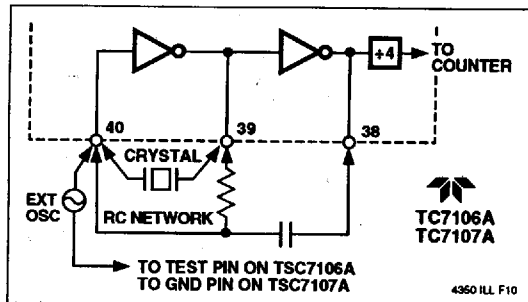 ÷4
TO
COUNTER
40
39
38
CRYSTAL
EXT
OSC
RC NETWORK
TC7106A
TC7107A
TO TEST PIN ON TSC7106A
TO GND PIN ON TSC7107A
4350 ILL F10